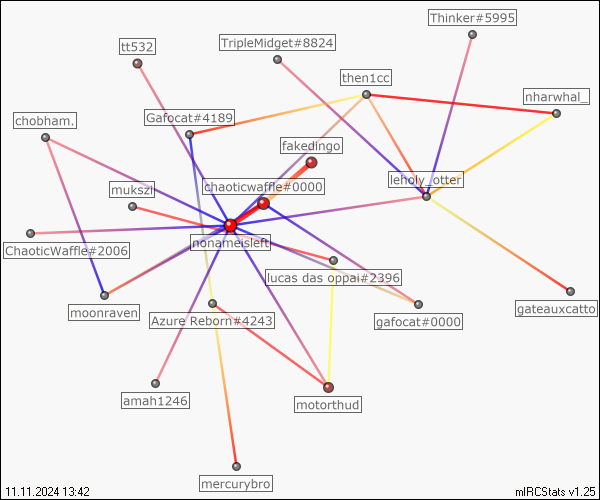 Thinker#5995
tt532
TripleMidget#8824
then1cc
nharwhal_
chobham.
Gafocat#4189
fakedingo
leholy_otter
mukszi
chaoticwaffle#0000
ChaoticWaffle#2006
nonameisleft
lucas das oppai#2396
moonraven
Azure Reborn#4243
gafocat#0000
gateauxcatto
amah1246
motorthud
mercurybro
11.11.2024 13:42
mIRCStats v1.25